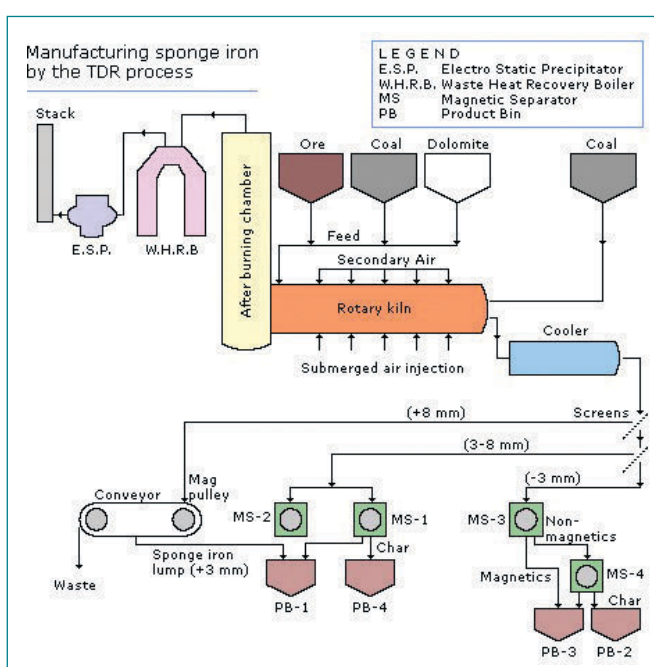 Manufacturing sponge iron
by the TDR process
LEGEND
E.S.P. Electro Static Precipitator
W.H.R.B. Waste Heat Recovery Boiler
MS Magnetic Separator
PB Product Bin
Stack
E.S.P.
W.H.R.B
After burning chamber
Ore
Coal
Dolomite
Coal
Feed
Secondary Air
Rotary kiln
Submerged air injection
Cooler
Screens
(+8 mm)
(3-8 mm)
(-3 mm)
Conveyor
Mag
pulley
Waste
Sponge iron
lump (+3 mm)
MS-2
MS-1
Char
PB-1
PB-4
MS-3
Non-
magnetics
Magnetics
MS-4
Char
PB-3
PB-2